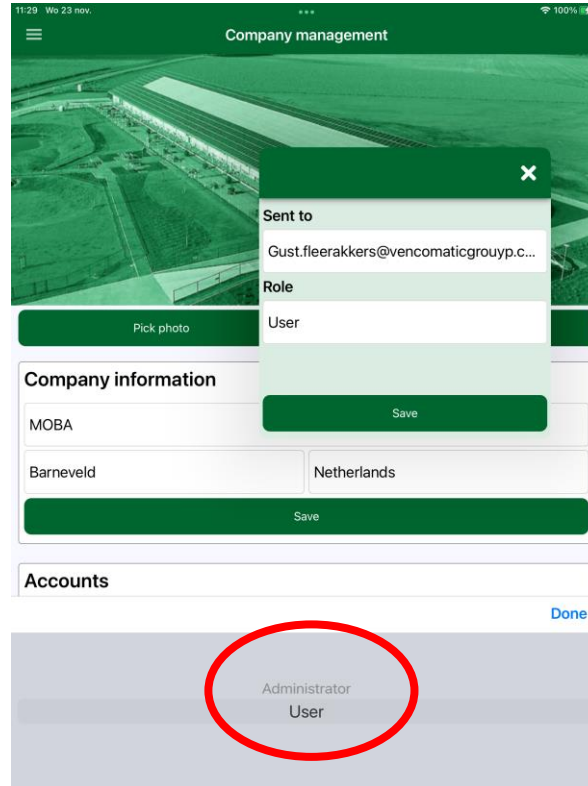 11:29 Wo 23 nov.
100%
Company management
Sent to
Gust.fleerakkers@vencomaticgrouyp.c...
Role
User
Save
Pick photo
Company information
MOBA
Barneveld
Netherlands
Save
Accounts
Done
Administrator
User